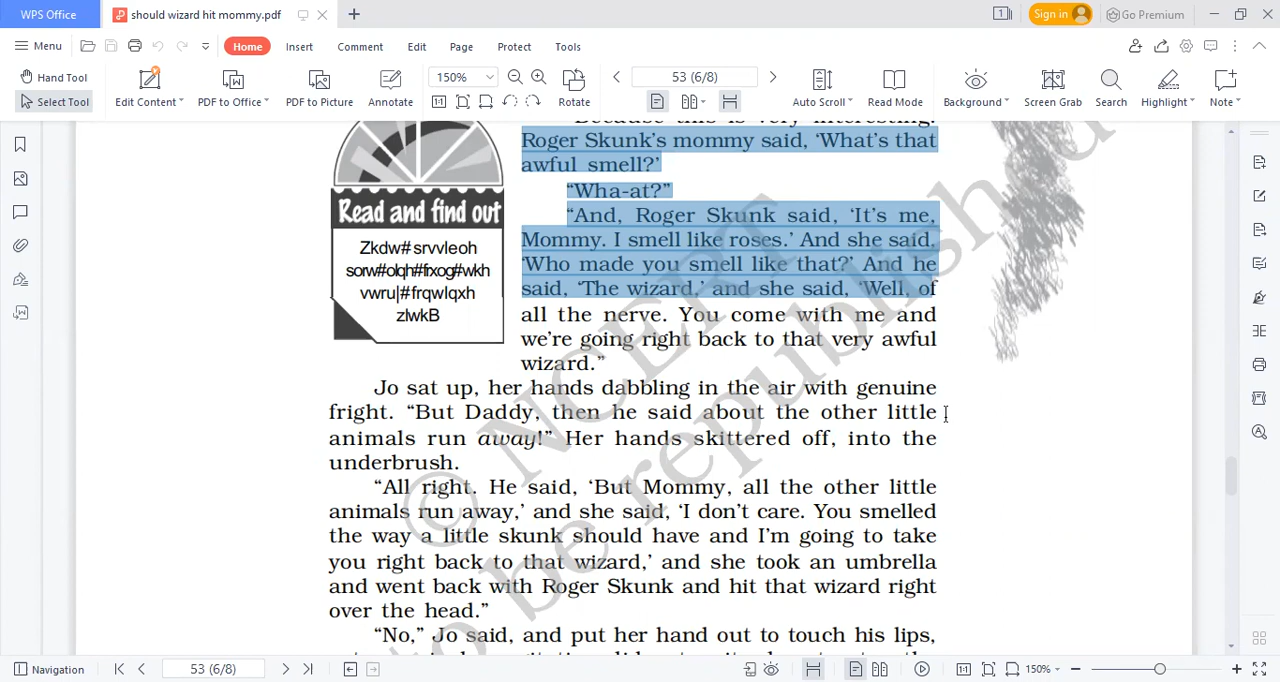 WPS Office
should wizard hit mommy.pdf
Sign in
Go Premium
Menu
Home
Insert
Comment
Edit
Page
Protect
Tools
Hand Tool
Select Tool
Edit Content
PDF to Office
PDF to Picture
Annotate
150%
Rotate
53 (6/8)
Auto Scroll
Read Mode
Background
Screen Grab
Search
Highlight
Note
“Because this is very interesting.
Roger Skunk’s mommy said, ‘What’s that
awful smell?’
“Wha-at?”
“And, Roger Skunk said, ‘It’s me,
Mommy. I smell like roses.’ And she said,
‘Who made you smell like that?’ And he
said, ‘The wizard,’ and she said, ‘Well, of
all the nerve. You come with me and
we’re going right back to that very awful
wizard.”
Read and find out
Zkdw# srvvleoh
sorw#olqh#fixog#wkh
vwru|#frqwlqxh
zlwkB
Jo sat up, her hands dabbling in the air with genuine
fright. “But Daddy, then he said about the other little
animals run away!” Her hands skittered off, into the
underbrush.
“All right. He said, ‘But Mommy, all the other little
animals run away,’ and she said, ‘I don’t care. You smelled
the way a little skunk should have and I’m going to take
you right back to that wizard,’ and she took an umbrella
and went back with Roger Skunk and hit that wizard right
over the head.”
“No,” Jo said, and put her hand out to touch his lips,
© NCERT
to be republished
Navigation
53 (6/8)
150%